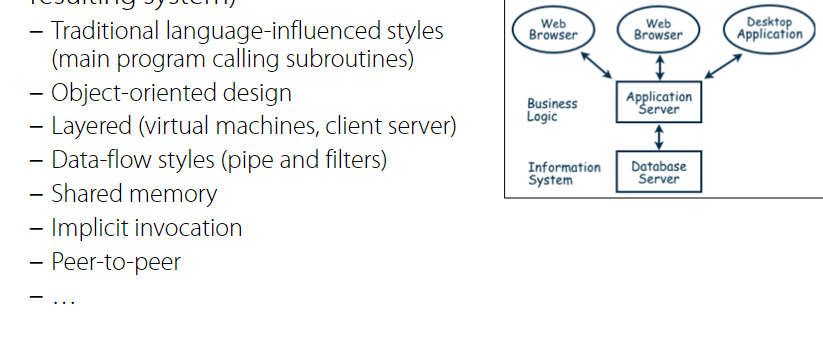 resulting system)
– Traditional language-influenced styles
(main program calling subroutines)
– Object-oriented design
– Layered (virtual machines, client server)
– Data-flow styles (pipe and filters)
– Shared memory
– Implicit invocation
– Peer-to-peer
– …
Web
Browser
Web
Browser
Desktop
Application
Business
Logic
Application
Server
Information
System
Database
Server